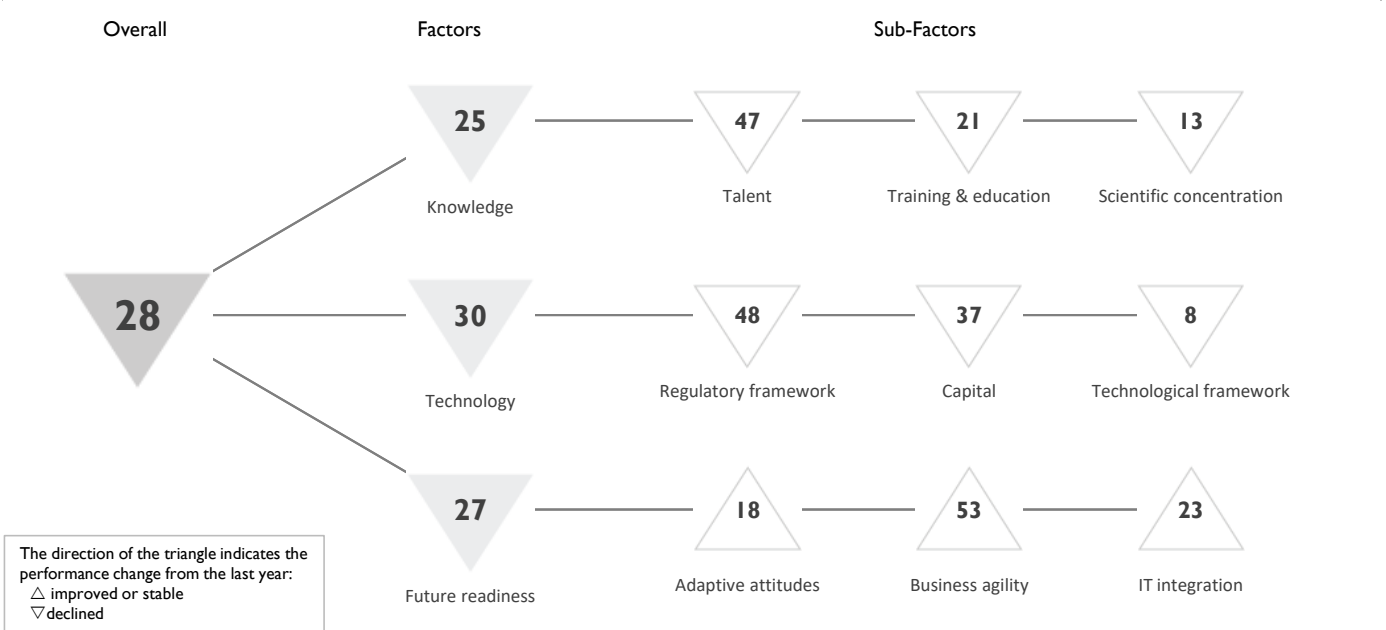 Overall
Factors
Sub-Factors
25
47
21
13
Knowledge
Talent
Training & education
Scientific concentration
28
30
48
37
8
Technology
Regulatory framework
Capital
Technological framework
27
18
53
23
Future readiness
Adaptive attitudes
Business agility
IT integration
The direction of the triangle indicates the
performance change from the last year:
△ improved or stable
▽ declined